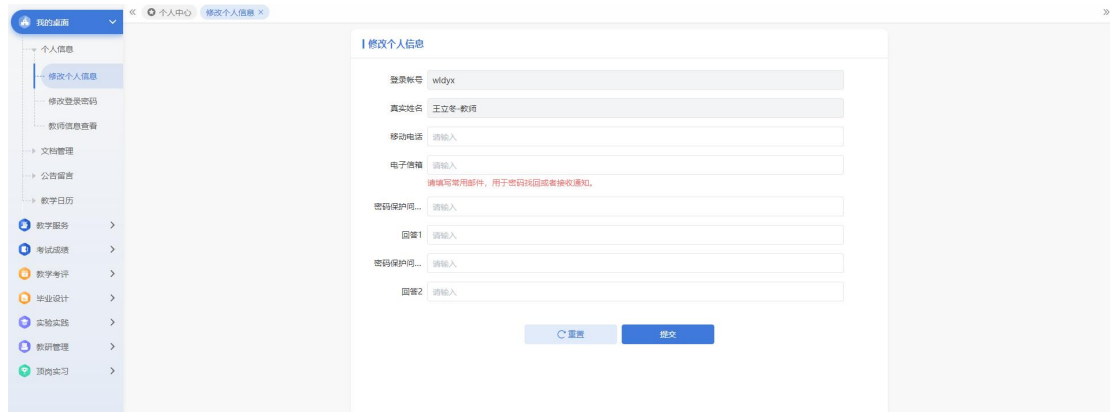 我的桌面
个人中心 修改个人信息 ×
个人信息
修改个人信息
修改登录密码
教师信息查看
文档管理
公告留言
教学日历
教学服务
考试成绩
教学考评
毕业设计
实验实践
教研管理
顶岗实习
修改个人信息
登录帐号 wldyx
真实姓名 王立冬-教师
移动电话 请输入
电子信箱 请输入
请填写常用邮件，用于密码找回或者接收通知。
密码保护问... 请输入
回答1 请输入
密码保护问... 请输入
回答2 请输入
重置 提交